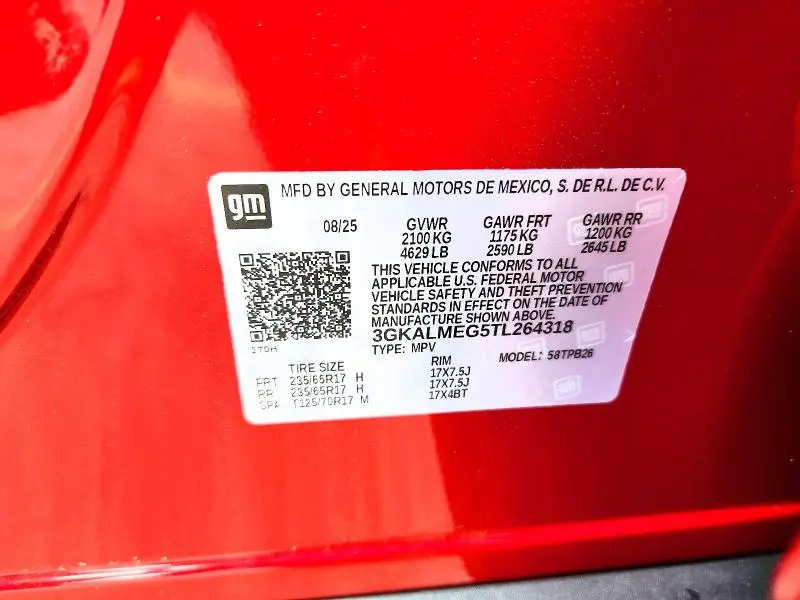 gm
MFD BY GENERAL MOTORS DE MEXICO, S. DE R.L. DE C.V.
08/25 GVWR GAWR FRT GAWR RR
2100 KG 1175 KG 1200 KG
4629 LB 2590 LB 2645 LB
THIS VEHICLE CONFORMS TO ALL
APPLICABLE U.S. FEDERAL MOTOR
VEHICLE SAFETY AND THEFT PREVENTION
STANDARDS IN EFFECT ON THE DATE OF
MANUFACTURE SHOWN ABOVE.
3GKALMEG5TL264318
170H
TYPE: MPV MODEL: 58TPB26
TIRE SIZE RIM
FRT 235/65R17 H 17X7.5J
RR 235/65R17 H 17X7.5J
SPA T125/70R17 M 17X4BT